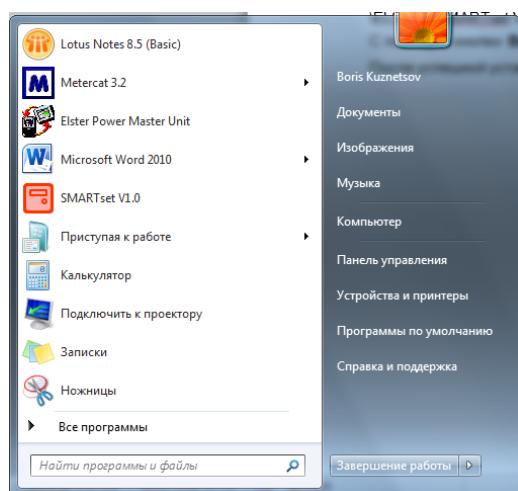 Lotus Notes 8.5 (Basic)
Metercat 3.2
Elster Power Master Unit
Microsoft Word 2010
SMARTset V1.0
Приступая к работе
Калькулятор
Подключить к проектору
Записки
Ножницы
Все программы
Найти программы и файлы
Boris Kuznetsov
Документы
Изображения
Музыка
Компьютер
Панель управления
Устройства и принтеры
Программы по умолчанию
Справка и поддержка
Завершение работы